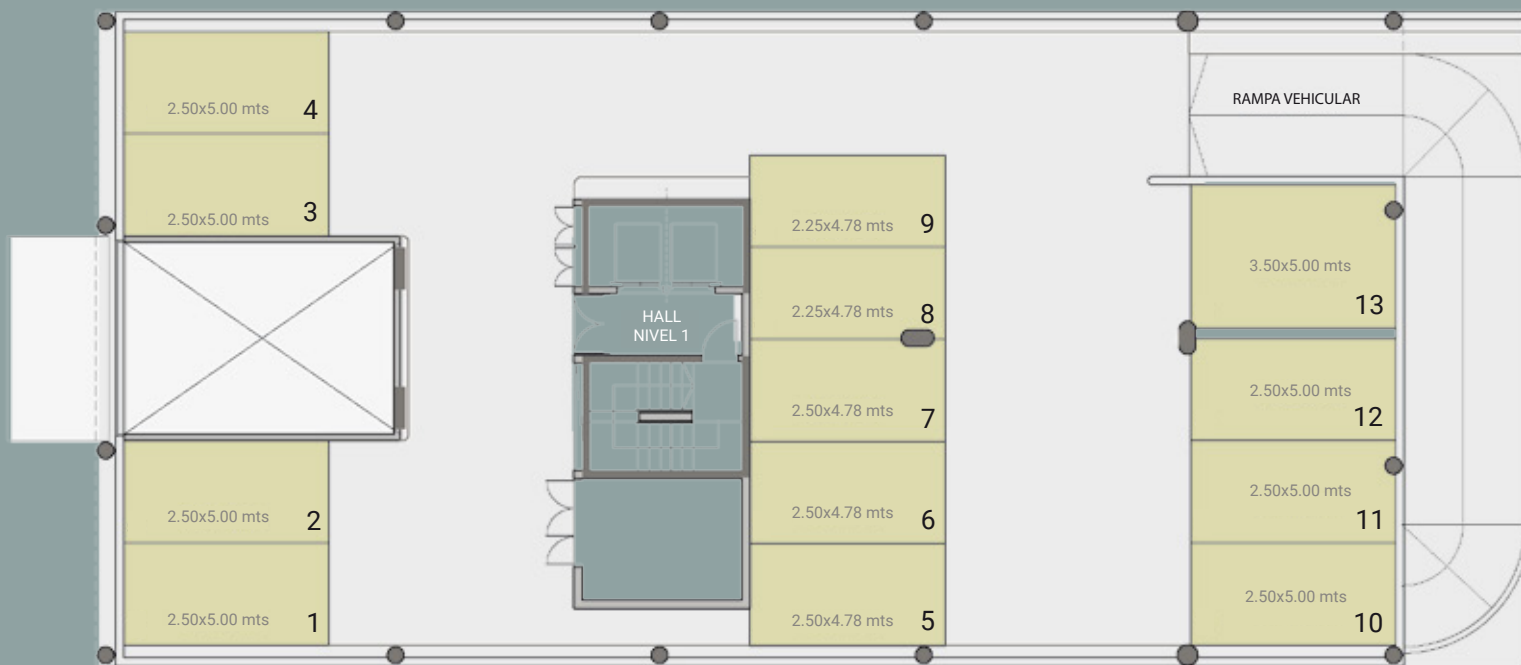 2.50x5.00 mts 4
2.50x5.00 mts 3
2.50x5.00 mts 2
2.50x5.00 mts 1
HALL
NIVEL 1
2.25x4.78 mts 9
2.25x4.78 mts 8
2.50x4.78 mts 7
2.50x4.78 mts 6
2.50x4.78 mts 5
RAMPA VEHICULAR
3.50x5.00 mts
13
2.50x5.00 mts
12
2.50x5.00 mts
11
2.50x5.00 mts
10